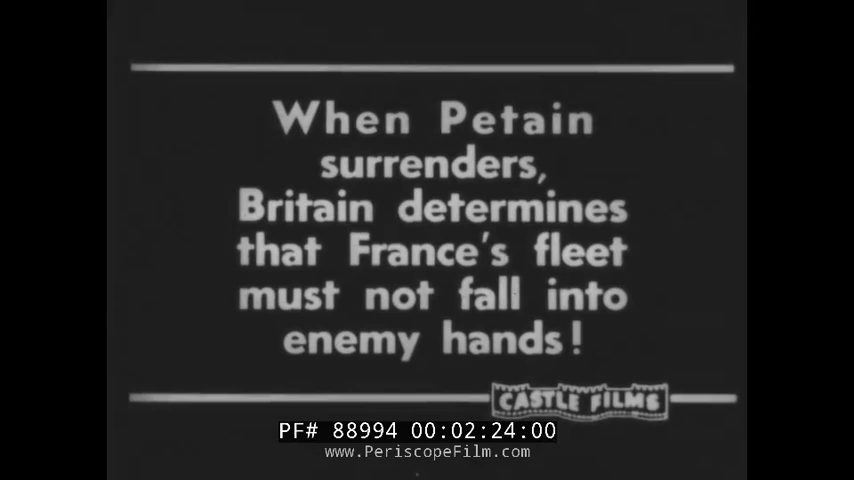 When Petain
surrenders,
Britain determines
that France's fleet
must not fall into
enemy hands!
CASTLE FILMS
PF# 88994 00:02:24:00
www.PeriscopeFilm.com